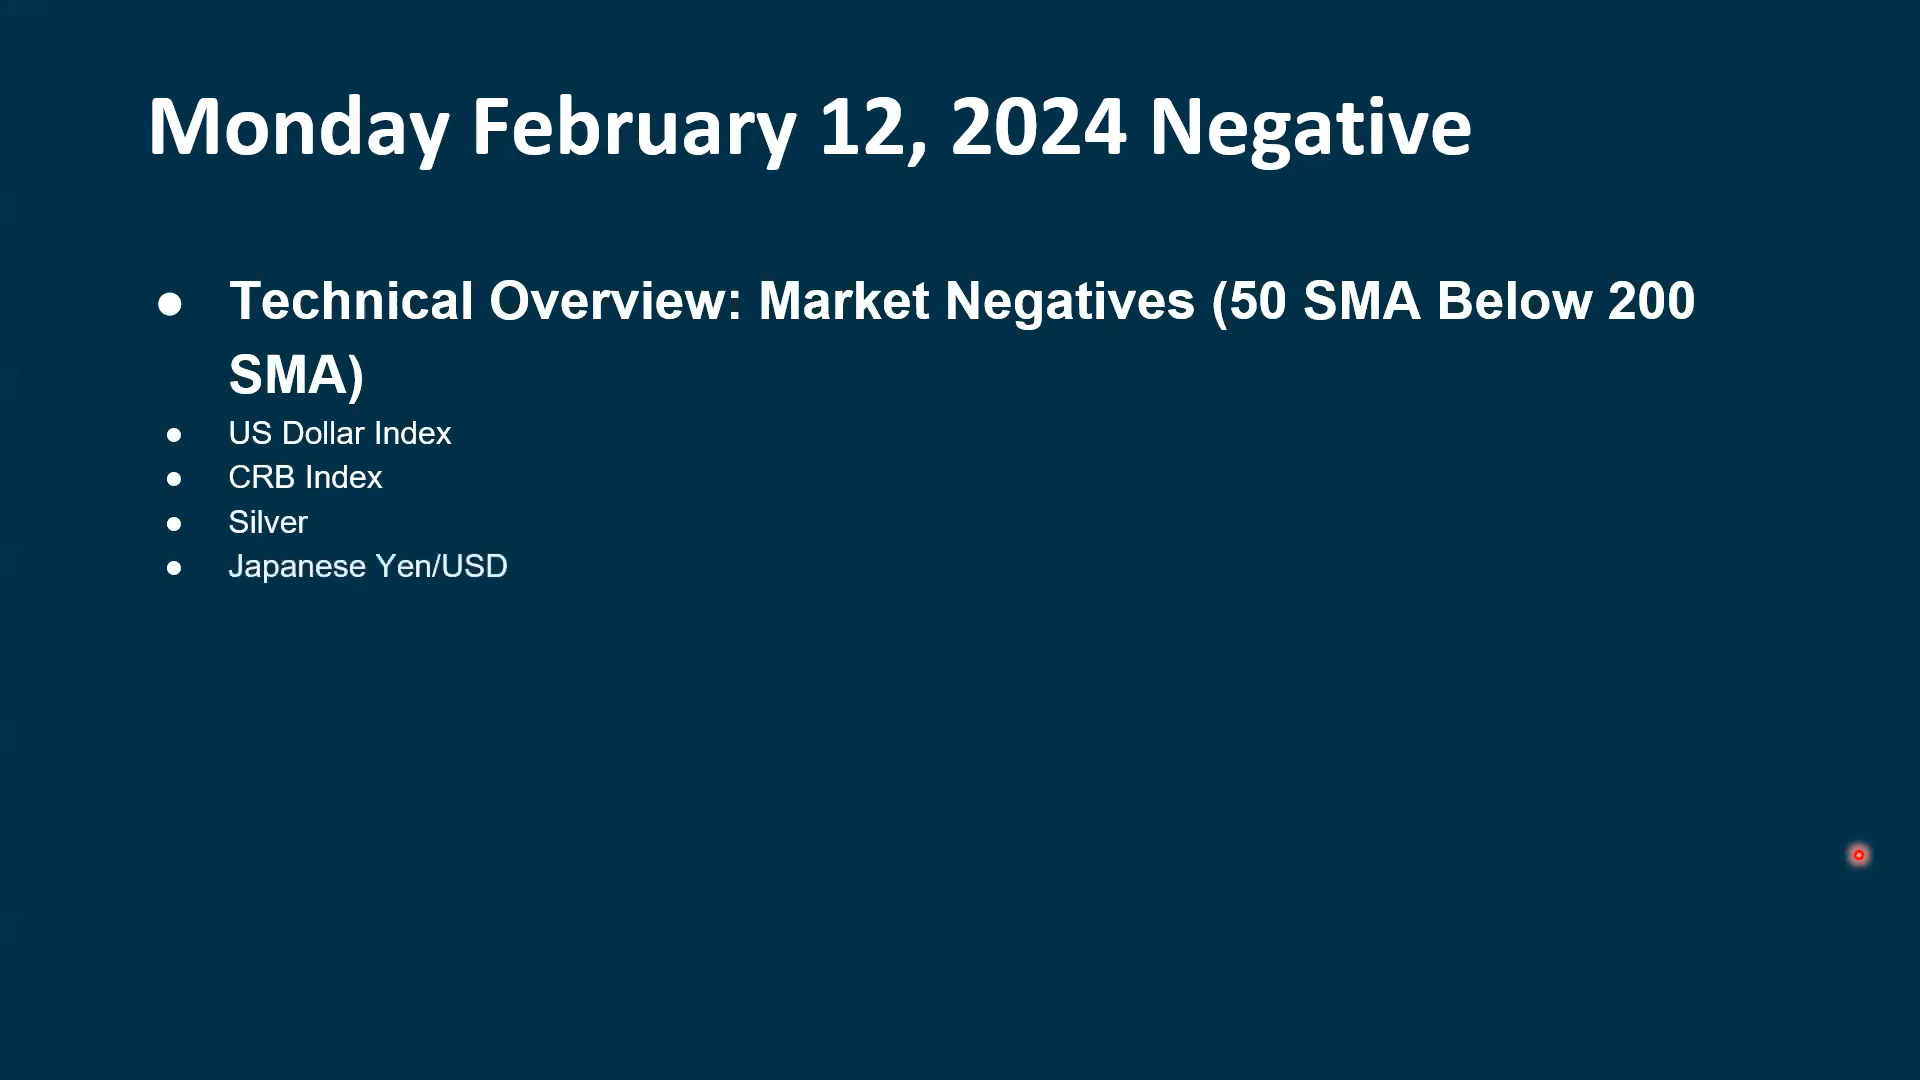 Monday February 12, 2024 Negative
● Technical Overview: Market Negatives (50 SMA Below 200
SMA)
● US Dollar Index
● CRB Index
● Silver
● Japanese Yen/USD